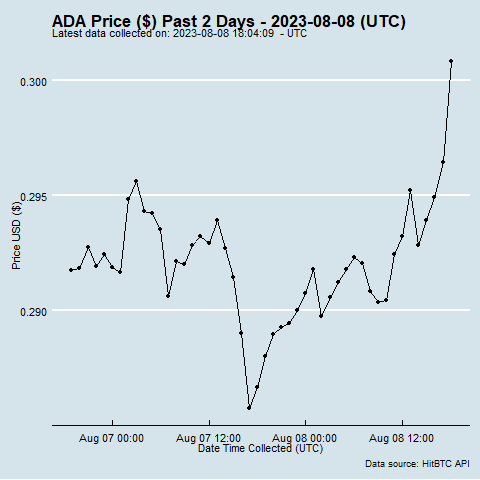 ADA Price ($) Past 2 Days - 2023-08-08 (UTC)
Latest data collected on: 2023-08-08 18:04:09 - UTC
0.300
0.295
0.290
Price USD ($)
Aug 07 00:00 Aug 07 12:00 Aug 08 00:00 Aug 08 12:00
Date Time Collected (UTC)
Data source: HitBTC API